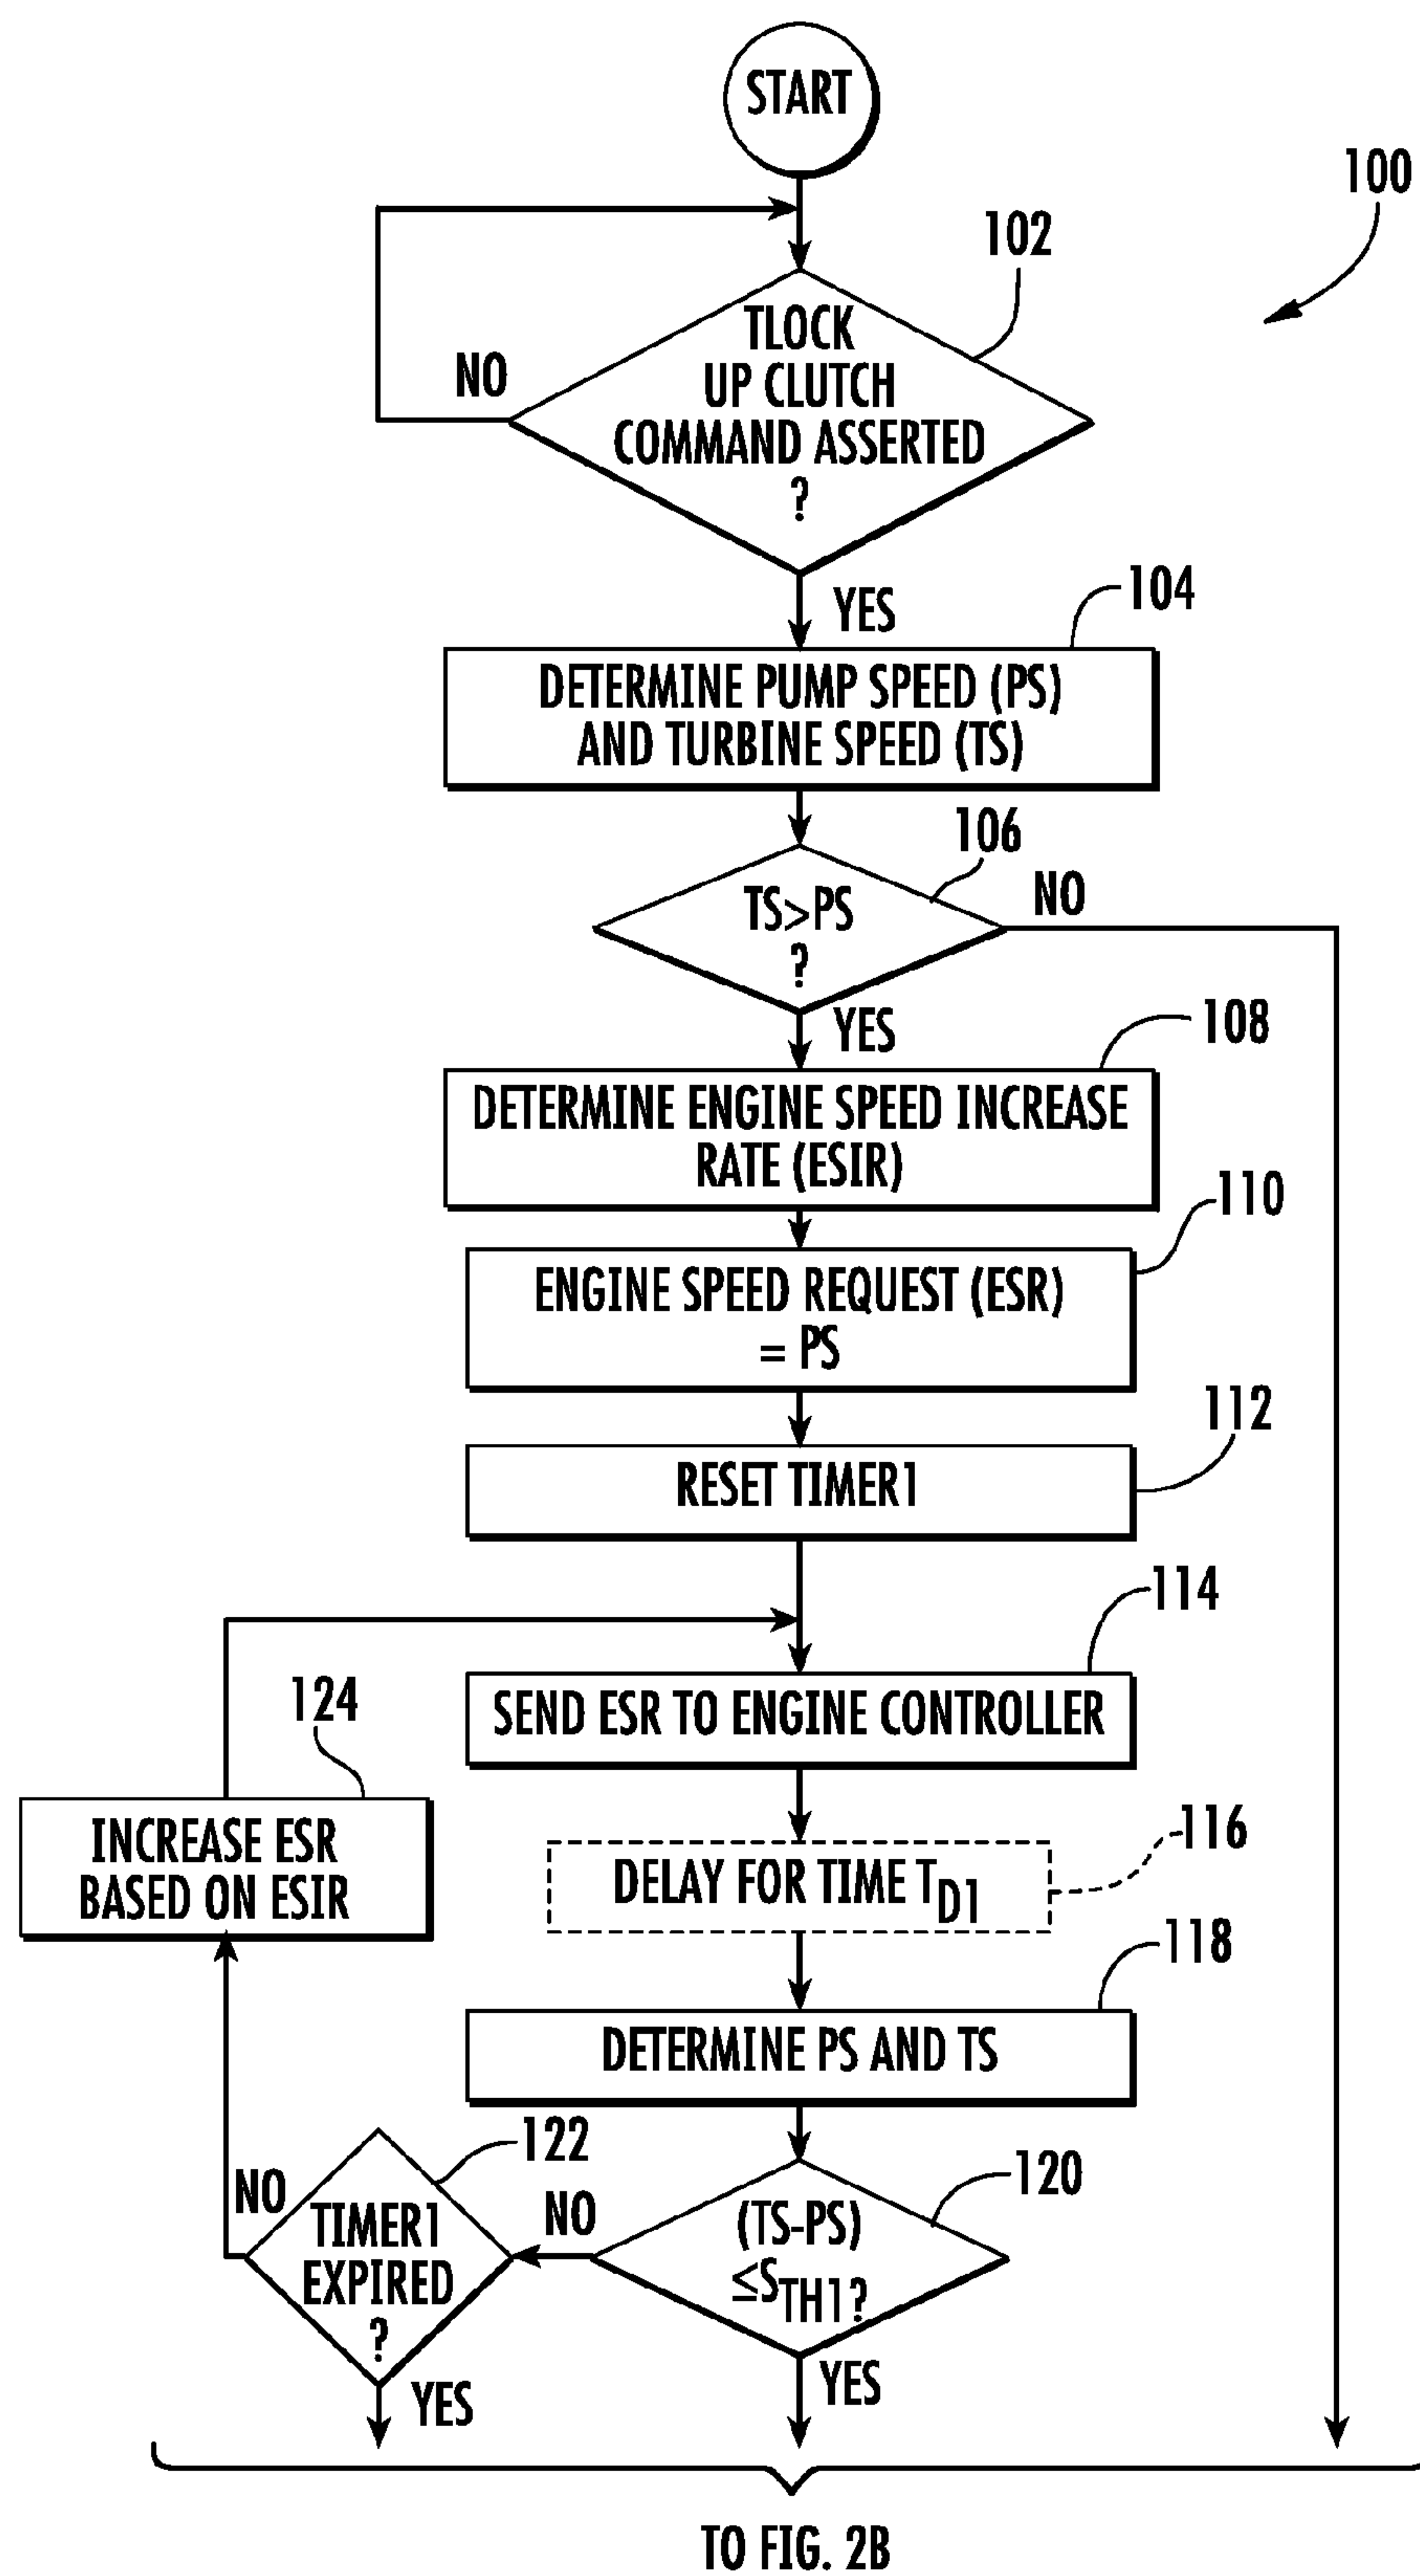 START
100
102
TLOCK
UP CLUTCH
COMMAND ASSERTED
?
NO
YES
104
DETERMINE PUMP SPEED (PS)
AND TURBINE SPEED (TS)
106
TS>PS
?
NO
YES
108
DETERMINE ENGINE SPEED INCREASE
RATE (ESIR)
110
ENGINE SPEED REQUEST (ESR)
= PS
112
RESET TIMER1
114
SEND ESR TO ENGINE CONTROLLER
124
INCREASE ESR
BASED ON ESIR
116
DELAY FOR TIME TD1
118
DETERMINE PS AND TS
120
(TS-PS)
≤STH1?
NO
YES
122
TIMER1
EXPIRED
?
NO
YES
TO FIG. 2B